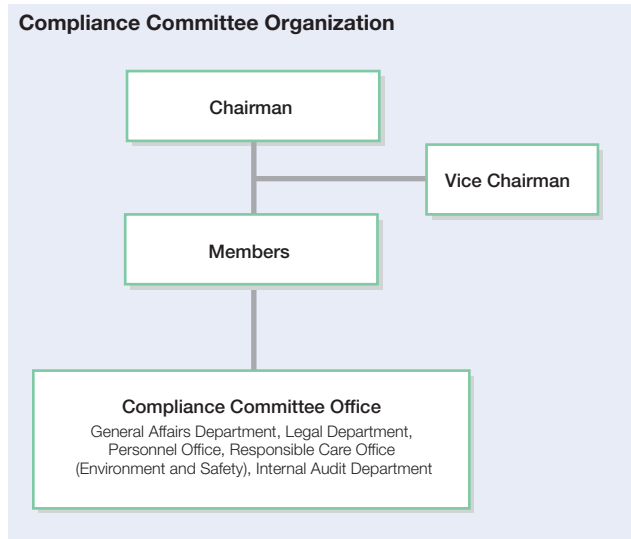 Compliance Committee Organization
Chairman
Vice Chairman
Members
Compliance Committee Office
General Affairs Department, Legal Department,
Personnel Office, Responsible Care Office
(Environment and Safety), Internal Audit Department